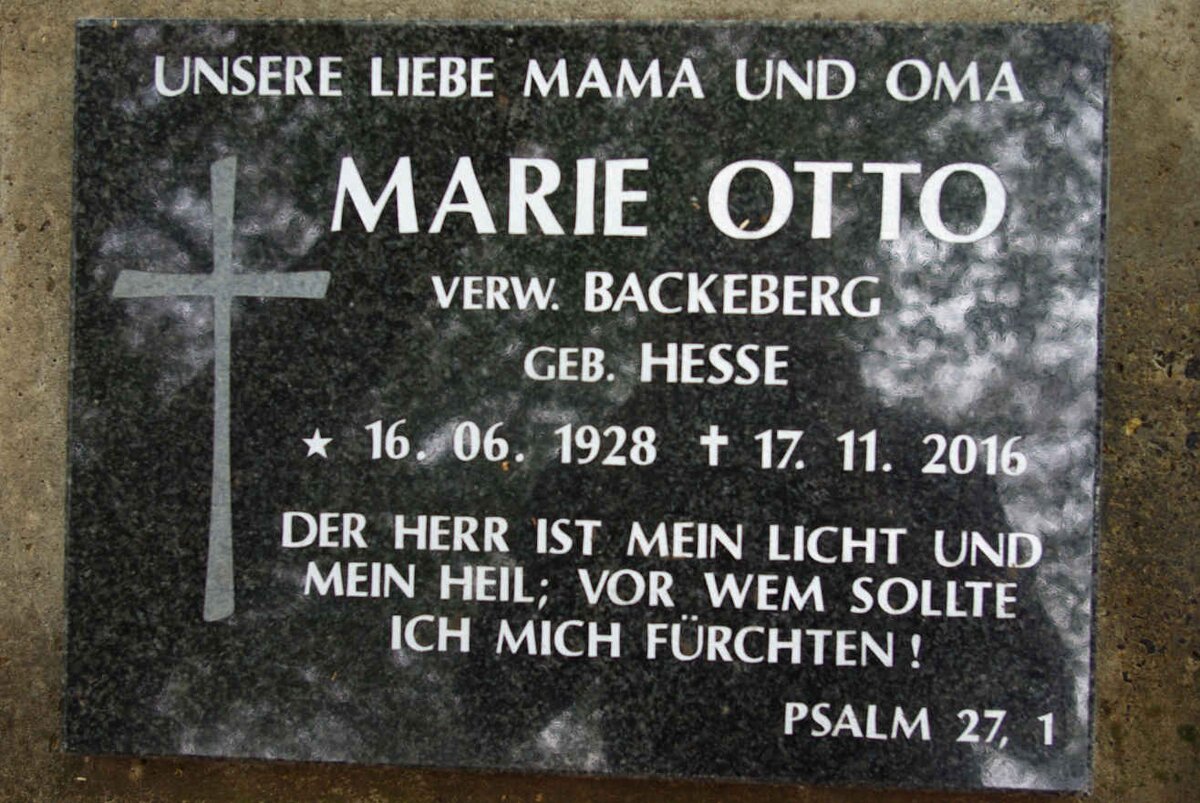 UNSERE LIEBE MAMA UND OMA
MARIE OTTO
VERW. BACKEBERG
GEB. HESSE
★ 16. 06. 1928 ✝ 17. 11. 2016
DER HERR IST MEIN LICHT UND
MEIN HEIL; VOR WEM SOLLTE
ICH MICH FÜRCHTEN!
PSALM 27, 1